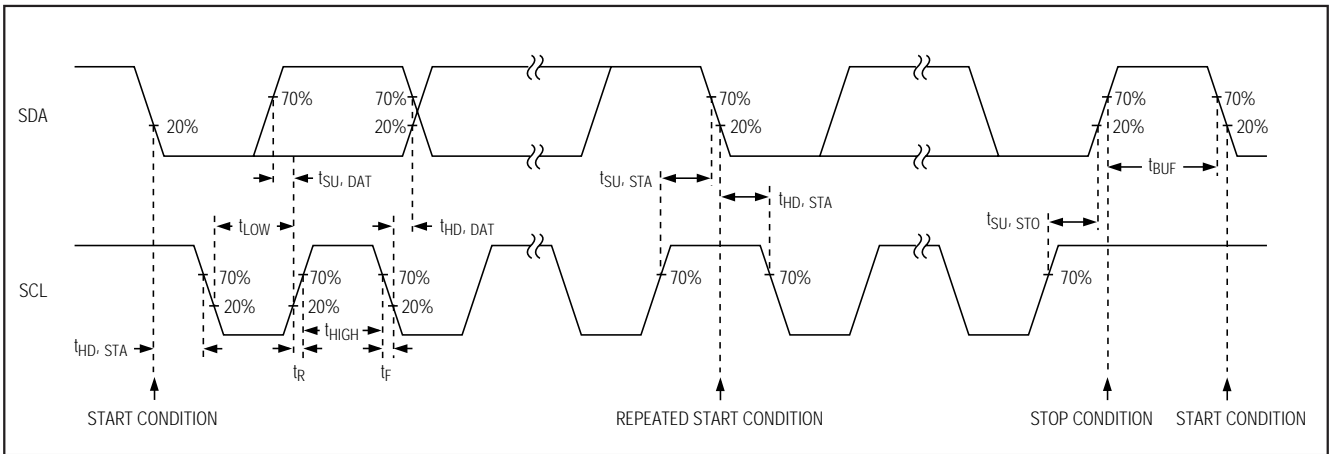 SDA
20%
70%
70%
20%
70%
20%
70%
20%
70%
20%
tSU, DAT
tLOW
tHD, DAT
tSU, STA
tHD, STA
tBUF
tSU, STO
SCL
70%
20%
70%
20%
70%
20%
70%
70%
70%
tHD, STA
tR
tHIGH
tF
START CONDITION
REPEATED START CONDITION
STOP CONDITION
START CONDITION